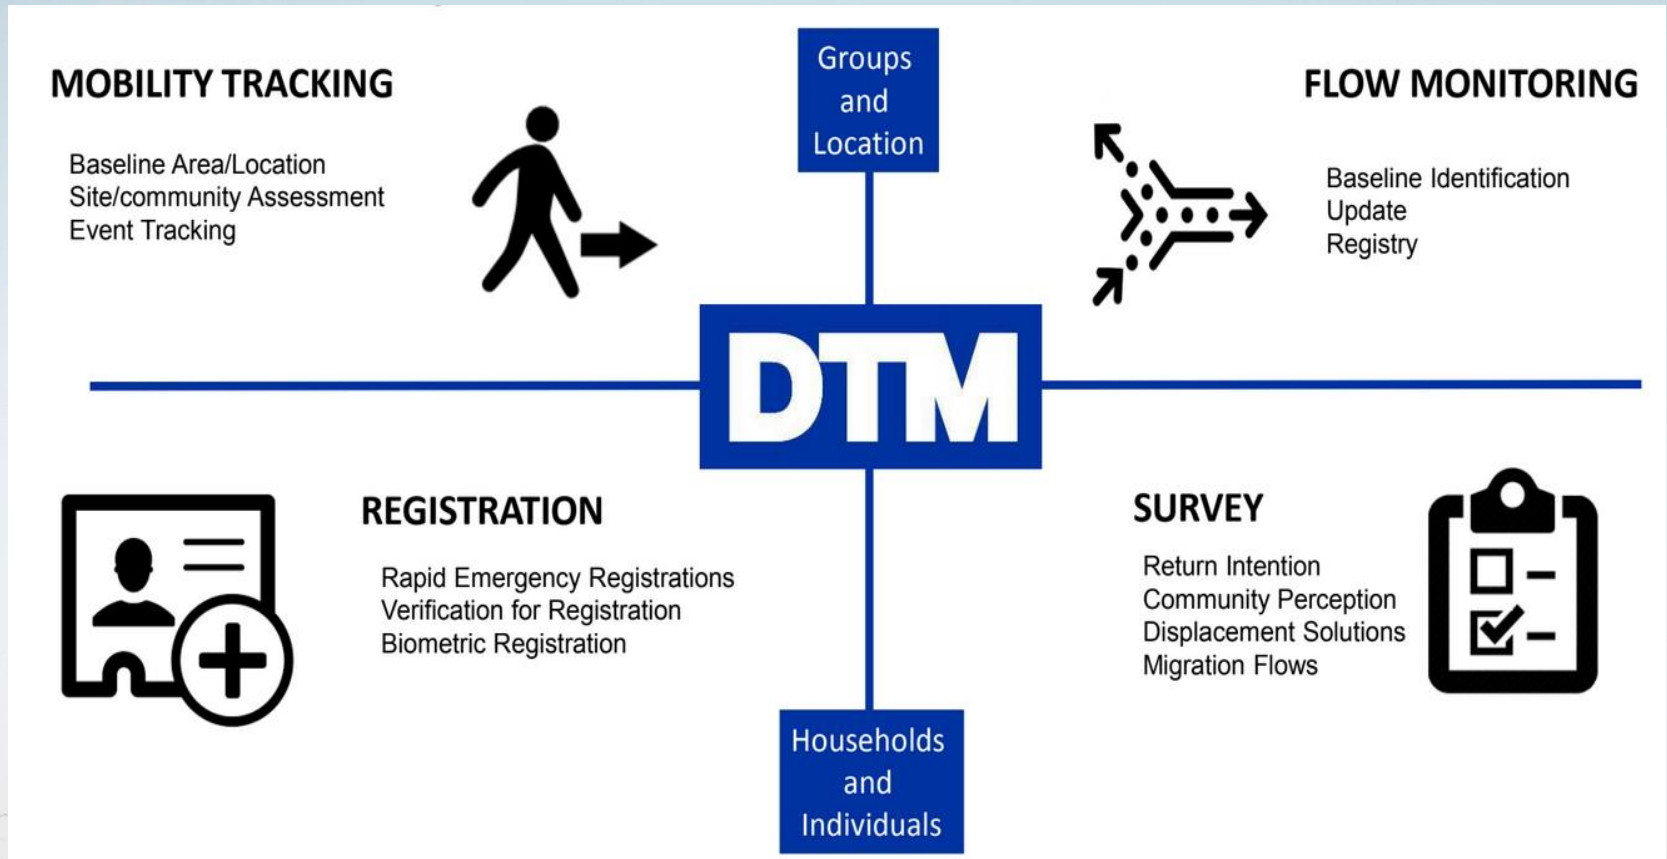 MOBILITY TRACKING
Baseline Area/Location
Site/community Assessment
Event Tracking
Groups
and
Location
FLOW MONITORING
Baseline Identification
Update
Registry
DTM
REGISTRATION
Rapid Emergency Registrations
Verification for Registration
Biometric Registration
SURVEY
Return Intention
Community Perception
Displacement Solutions
Migration Flows
Households
and
Individuals